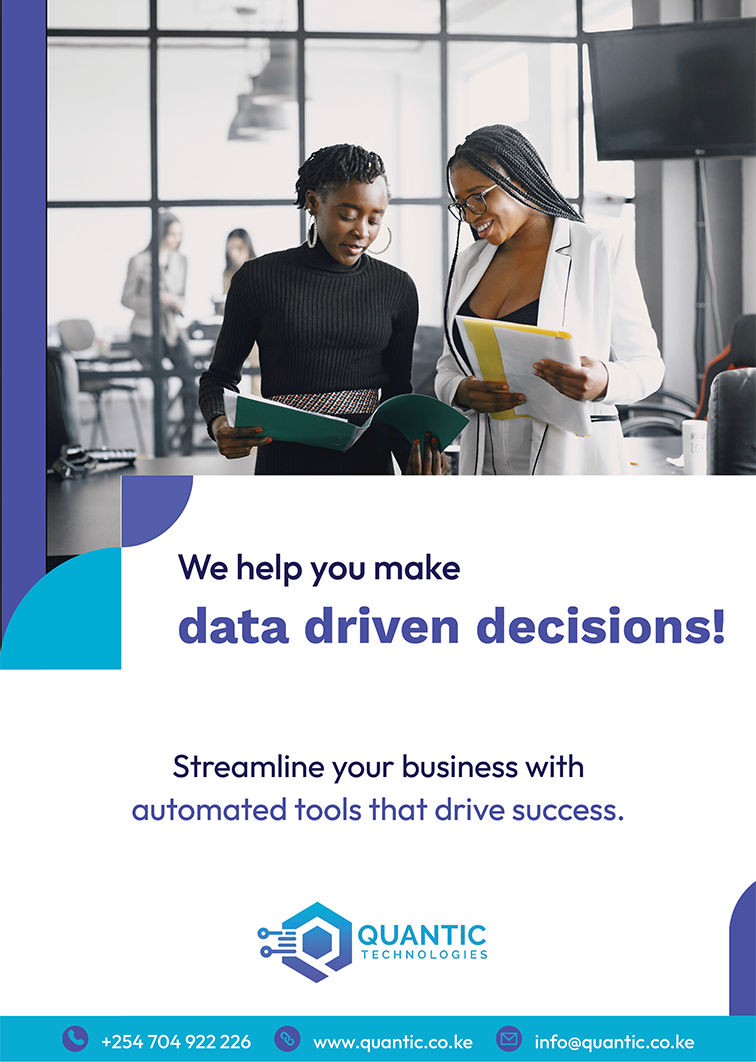 We help you make
data driven decisions!
Streamline your business with
automated tools that drive success.
QUANTIC
TECHNOLOGIES
+254 704 922 226 www.quantic.co.ke info@quantic.co.ke